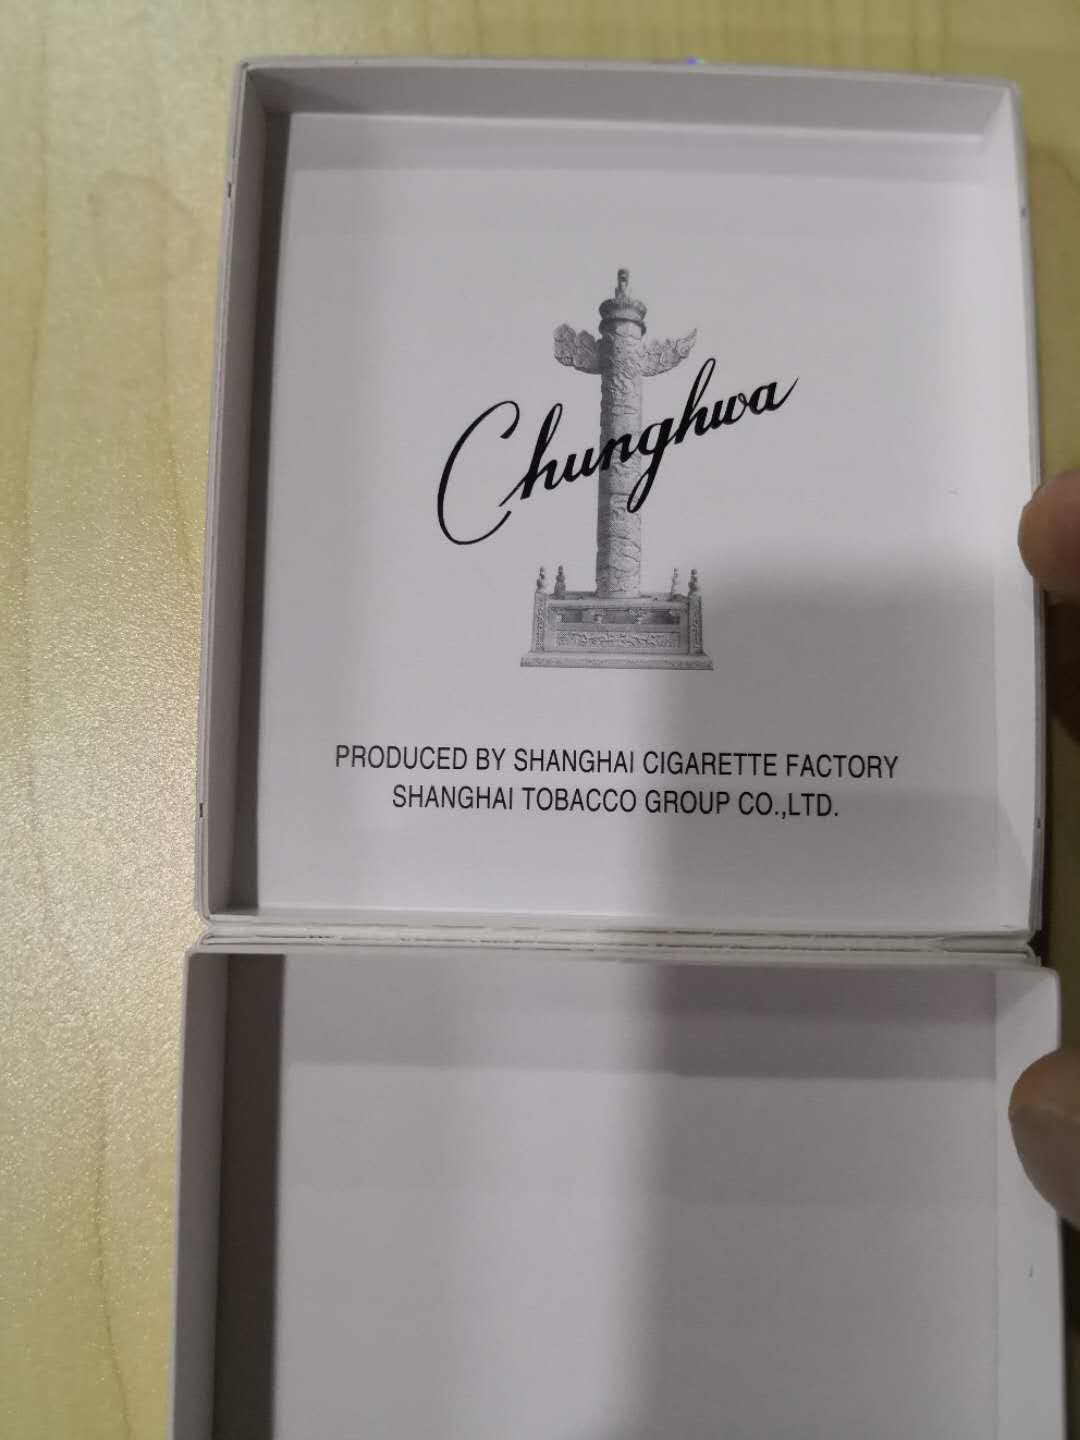 Chunghwa
PRODUCED BY SHANGHAI CIGARETTE FACTORY
SHANGHAI TOBACCO GROUP CO.,LTD.